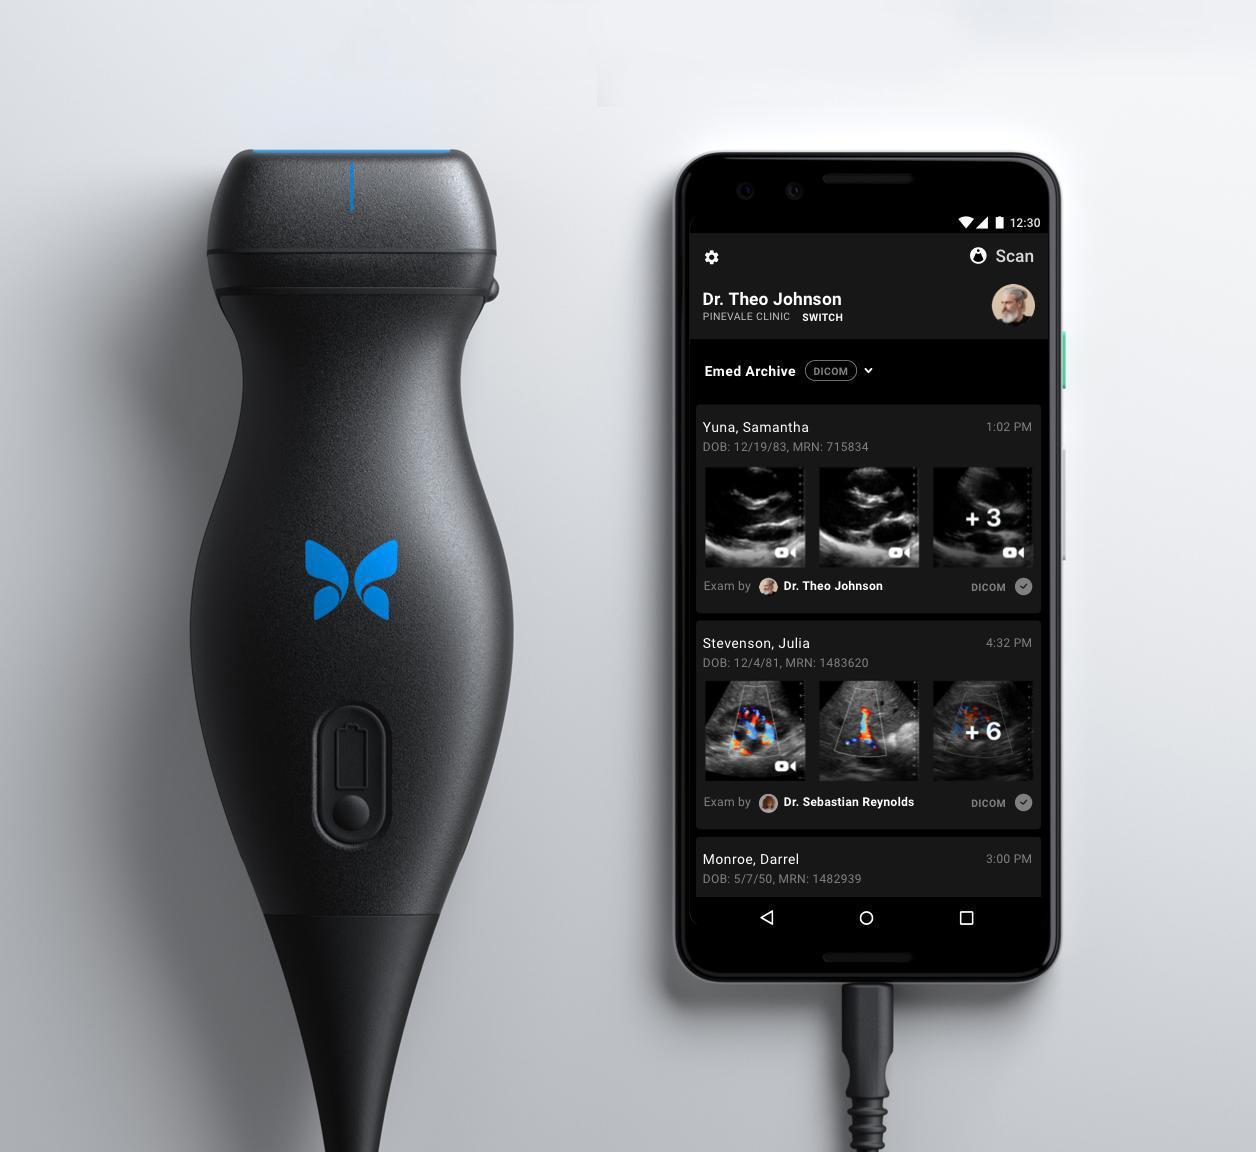 12:30
Scan
Dr. Theo Johnson
PINEVALE CLINIC SWITCH
Emed Archive DICOM
Yuna, Samantha 1:02 PM
DOB: 12/19/83, MRN: 715834
+ 3
Exam by Dr. Theo Johnson DICOM
Stevenson, Julia 4:32 PM
DOB: 12/4/81, MRN: 1483620
+ 6
Exam by Dr. Sebastian Reynolds DICOM
Monroe, Darrel 3:00 PM
DOB: 5/7/50, MRN: 1482939